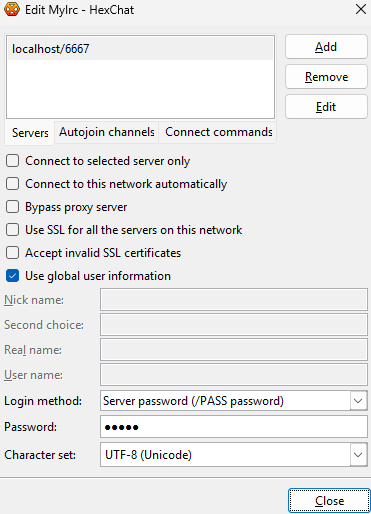 Edit MyIrc - HexChat
localhost/6667
Add
Remove
Edit
Servers Autojoin channels Connect commands
Connect to selected server only
Connect to this network automatically
Bypass proxy server
Use SSL for all the servers on this network
Accept invalid SSL certificates
Use global user information
Nick name:
Second choice:
Real name:
User name:
Login method: Server password (/PASS password)
Password: •••••
Character set: UTF-8 (Unicode)
Close